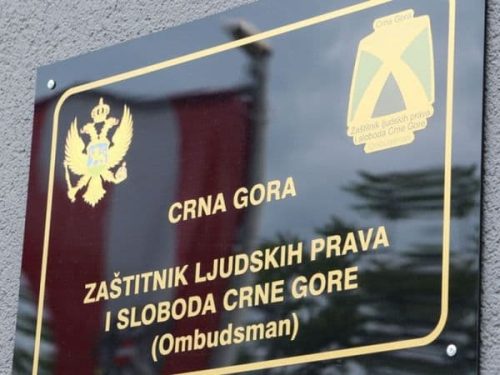 Crna Gora
Zaštitnik ljudskih prava
i sloboda Crne Gore
CRNA GORA
ZAŠTITNIK LJUDSKIH PRAVA
I SLOBODA CRNE GORE
(Ombudsman)